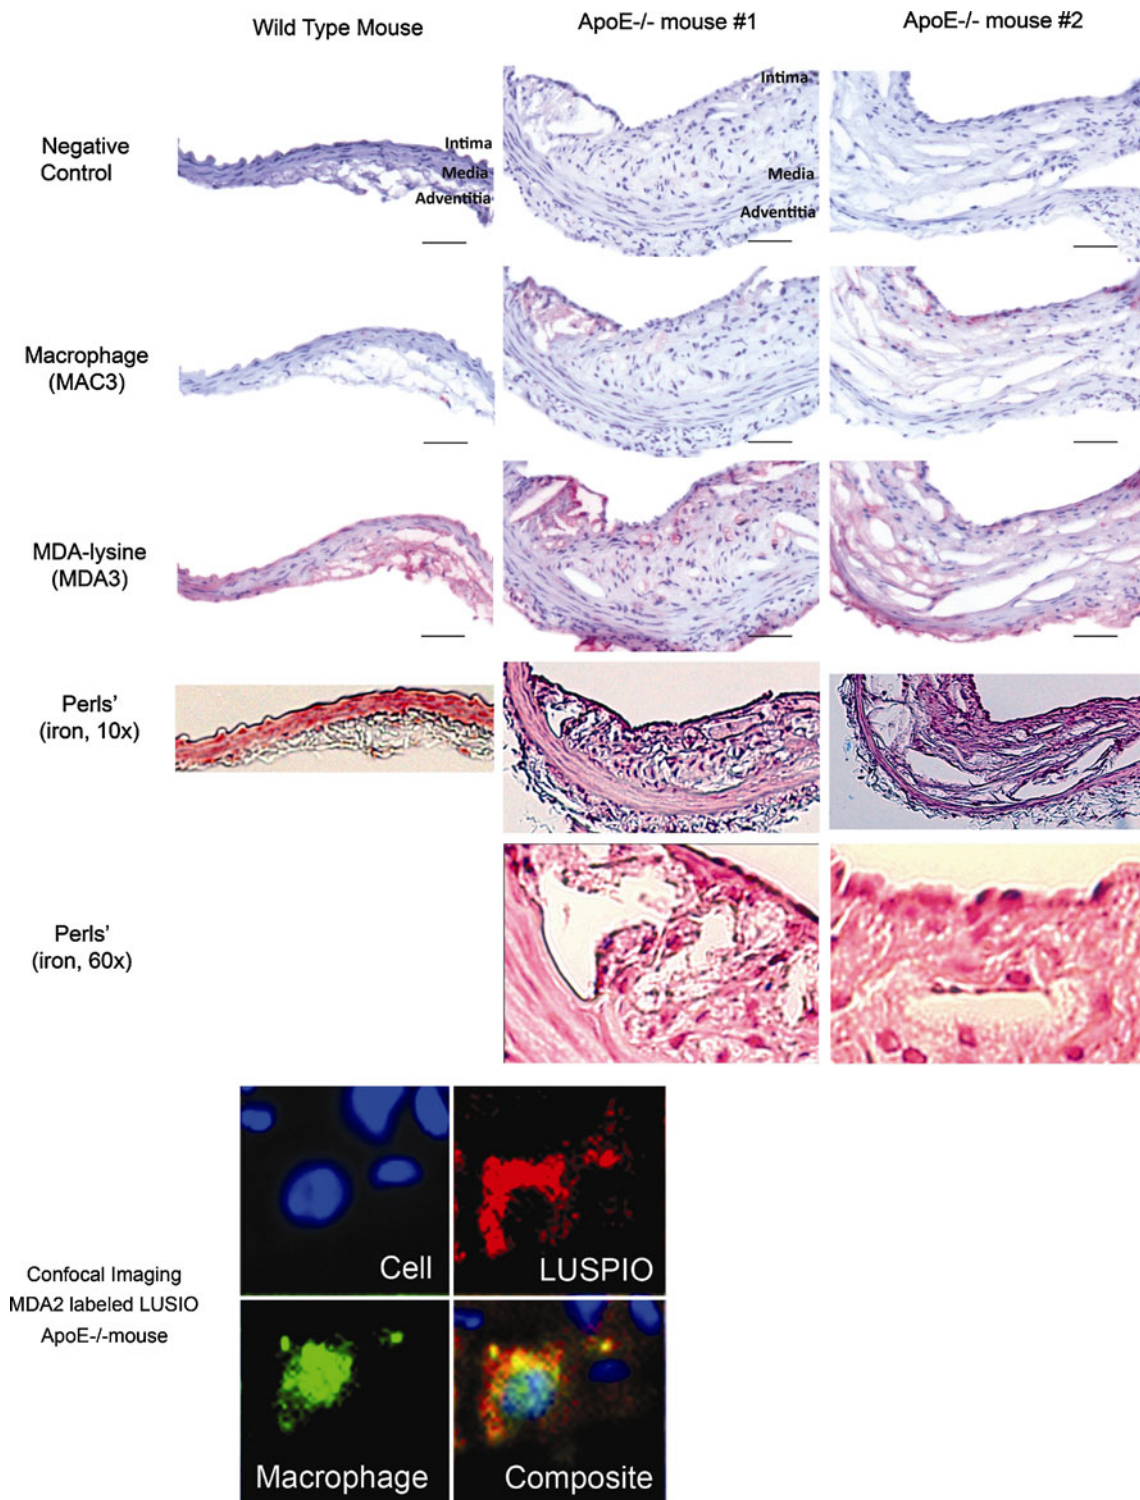 Wild Type Mouse
ApoE-/- mouse #1
ApoE-/- mouse #2
Negative
Control
Intima
Media
Adventitia
Intima
Media
Adventitia
Macrophage
(MAC3)
MDA-lysine
(MDA3)
Perls'
(iron, 10x)
Perls'
(iron, 60x)
Confocal Imaging
MDA2 labeled LUSIO
ApoE-/-mouse
Cell
LUSPIO
Macrophage
Composite